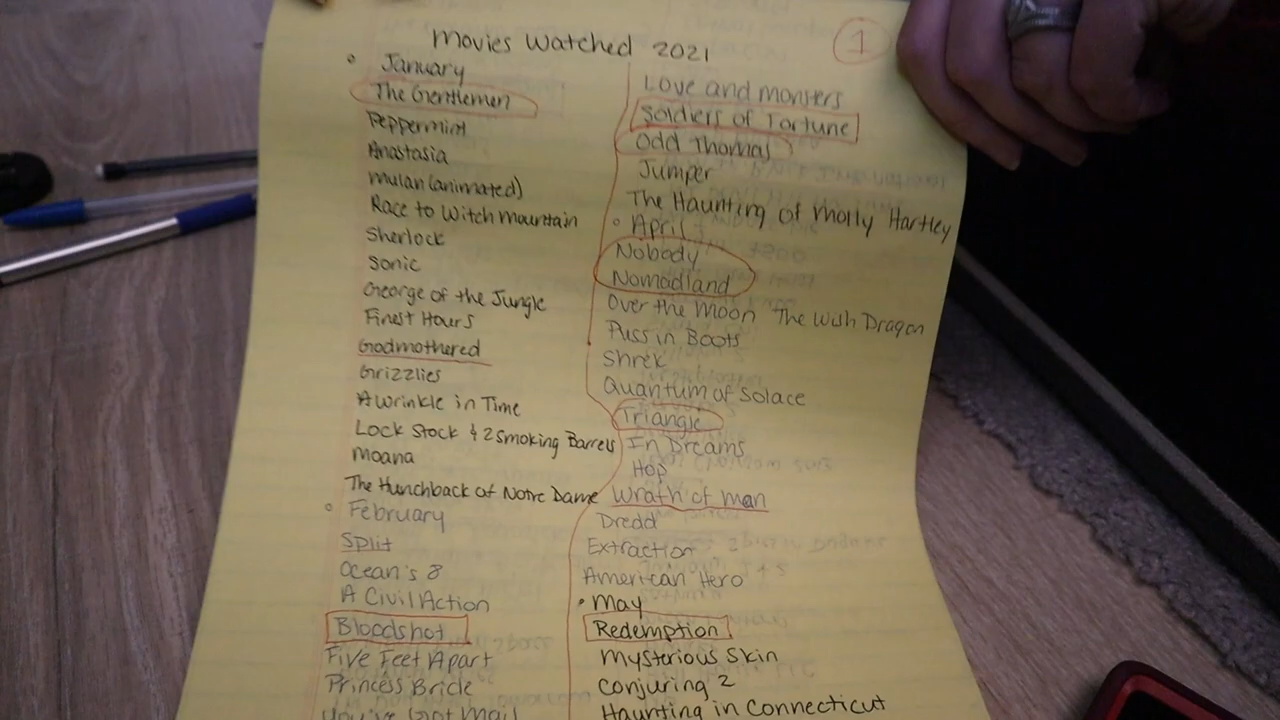 Movies Watched 2021
1
January
The Gentlemen
Peppermint
Anastasia
Mulan (animated)
Race to Witch Mountain
Sherlock
Sonic
George of the Jungle
Finest Hours
Godmothered
Grizzlies
A Wrinkle in Time
Lock Stock & 2 Smoking Barrels
Moana
The Hunchback of Notre Dame
February
Split
Ocean's 8
A Civil Action
Bloodshot
Five Feet Apart
Princess Bride
You've Got Mail
Love and Monsters
Soldiers of Fortune
Odd Thomas
Jumper
The Haunting of Molly Hartley
April
Nobody
Nomadland
Over the Moon The Wish Dragon
Puss in Boots
Shrek
Quantum of Solace
Triangle
In Dreams
Hop
Wrath of man
Dredd
Extraction
American Hero
May
Redemption
Mysterious Skin
Conjuring 2
Haunting in Connecticut